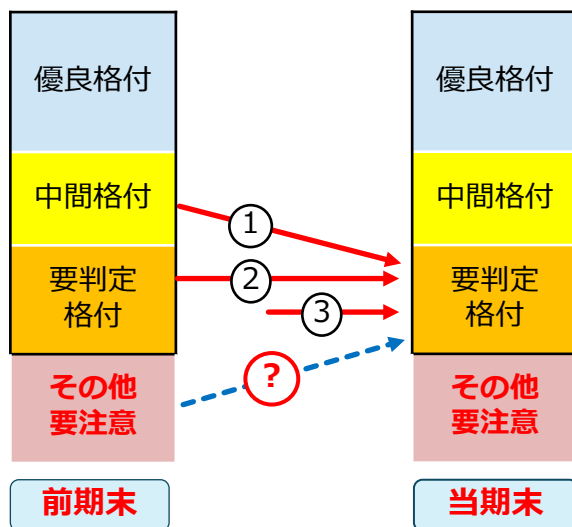 優良格付
優良格付
中間格付
中間格付
①
要判定
格付
②
③
要判定
格付
?
その他
要注意
その他
要注意
前期末
当期末